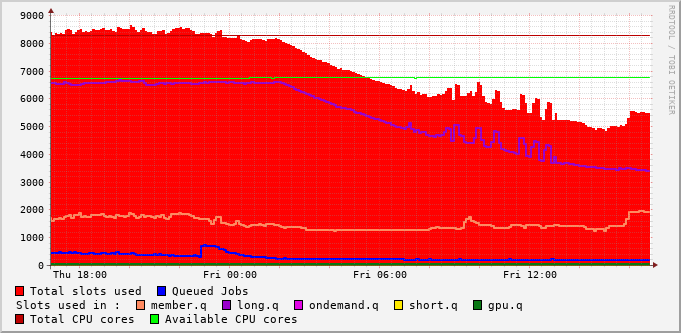 9000
8000
7000
6000
5000
4000
3000
2000
1000
0
Thu 18:00 Fri 00:00 Fri 06:00 Fri 12:00
RRDTOOL / TOBI OETIKER
Total slots used Queued Jobs
Slots used in : member.q long.q ondemand.q short.q gpu.q
Total CPU cores Available CPU cores